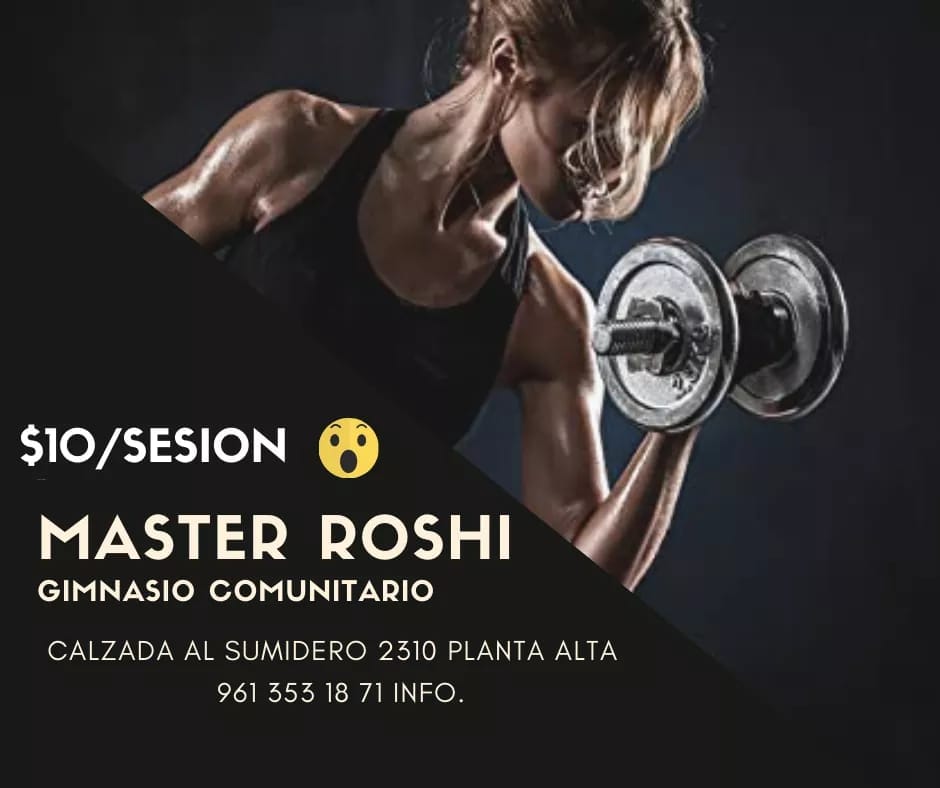 $10/SESION
MASTER ROSHI
GIMNASIO COMUNITARIO
CALZADA AL SUMIDERO 2310 PLANTA ALTA
961 353 18 71 INFO.